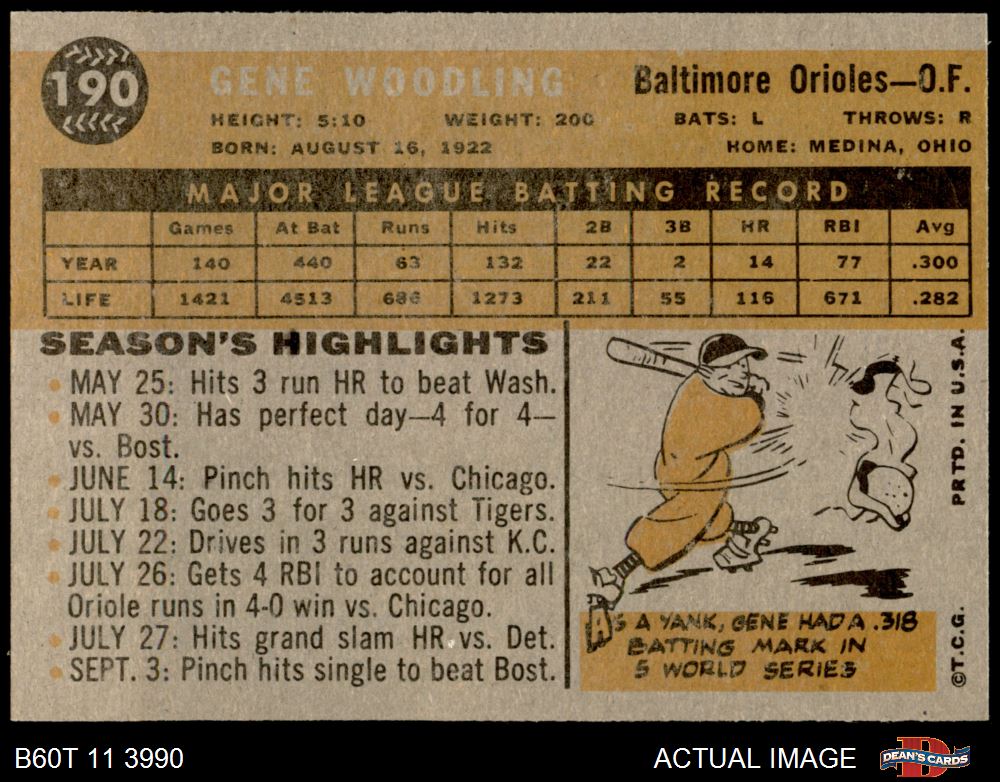 190
GENE WOODLING
Baltimore Orioles—O.F.
HEIGHT: 5:10 WEIGHT: 200 BATS: L THROWS: R
BORN: AUGUST 16, 1922 HOME: MEDINA, OHIO
MAJOR LEAGUE BATTING RECORD
Games At Bat Runs Hits 2B 3B HR RBI Avg
YEAR 140 440 63 132 22 2 14 77 .300
LIFE 1421 4513 686 1273 211 55 116 671 .282
SEASON'S HIGHLIGHTS
• MAY 25: Hits 3 run HR to beat Wash.
• MAY 30: Has perfect day—4 for 4—
vs. Bost.
• JUNE 14: Pinch hits HR vs. Chicago.
• JULY 18: Goes 3 for 3 against Tigers.
• JULY 22: Drives in 3 runs against K.C.
• JULY 26: Gets 4 RBI to account for all
Oriole runs in 4-0 win vs. Chicago.
• JULY 27: Hits grand slam HR vs. Det.
• SEPT. 3: Pinch hits single to beat Bost.
AS A YANK, GENE HAD A .318
BATTING MARK IN
5 WORLD SERIES
©T.C.G. PRTD. IN U.S.A.
B60T 11 3990
ACTUAL IMAGE
DEAN'S CARDS